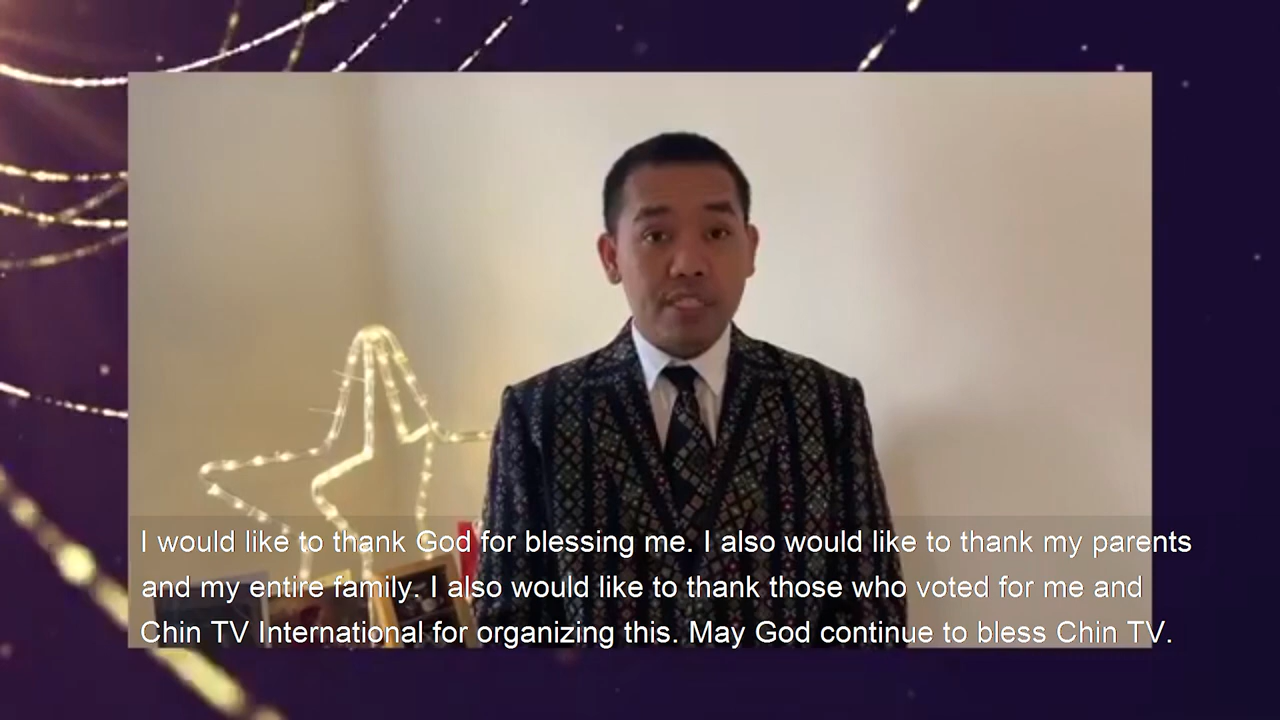 I would like to thank God for blessing me. I also would like to thank my parents
and my entire family. I also would like to thank those who voted for me and
Chin TV International for organizing this. May God continue to bless Chin TV.